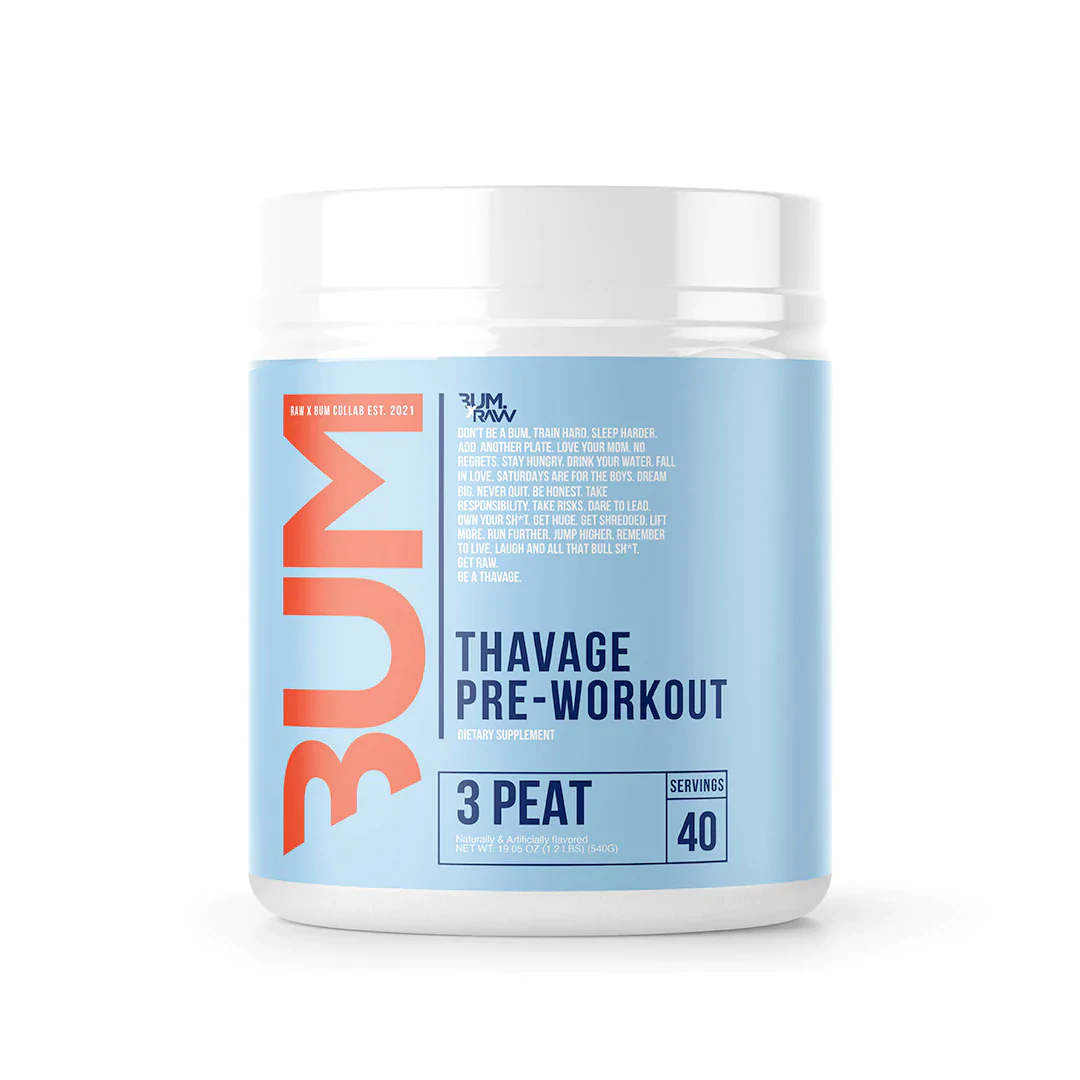 RAW X BUM COLLAB EST. 2021
BUM
BUM.
RAW
DON'T BE A BUM. TRAIN HARD. SLEEP HARDER.
ADD ANOTHER PLATE. LOVE YOUR MOM. NO
REGRETS. STAY HUNGRY. DRINK YOUR WATER. FALL
IN LOVE. SATURDAYS ARE FOR THE BOYS. DREAM
BIG. NEVER QUIT. BE HONEST. TAKE
RESPONSIBILITY. TAKE RISKS. DARE TO LEAD.
OWN YOUR SH*T. GET HUGE. GET SHREDDED. LIFT
MORE. RUN FURTHER. JUMP HIGHER. REMEMBER
TO LIVE, LAUGH AND ALL THAT BULL SH*T.
GET RAW.
BE A THAVAGE.
THAVAGE
PRE-WORKOUT
DIETARY SUPPLEMENT
3 PEAT
Naturally & Artificially flavored
NET WT. 19.05 OZ (1.2 LBS) (540G)
SERVINGS
40